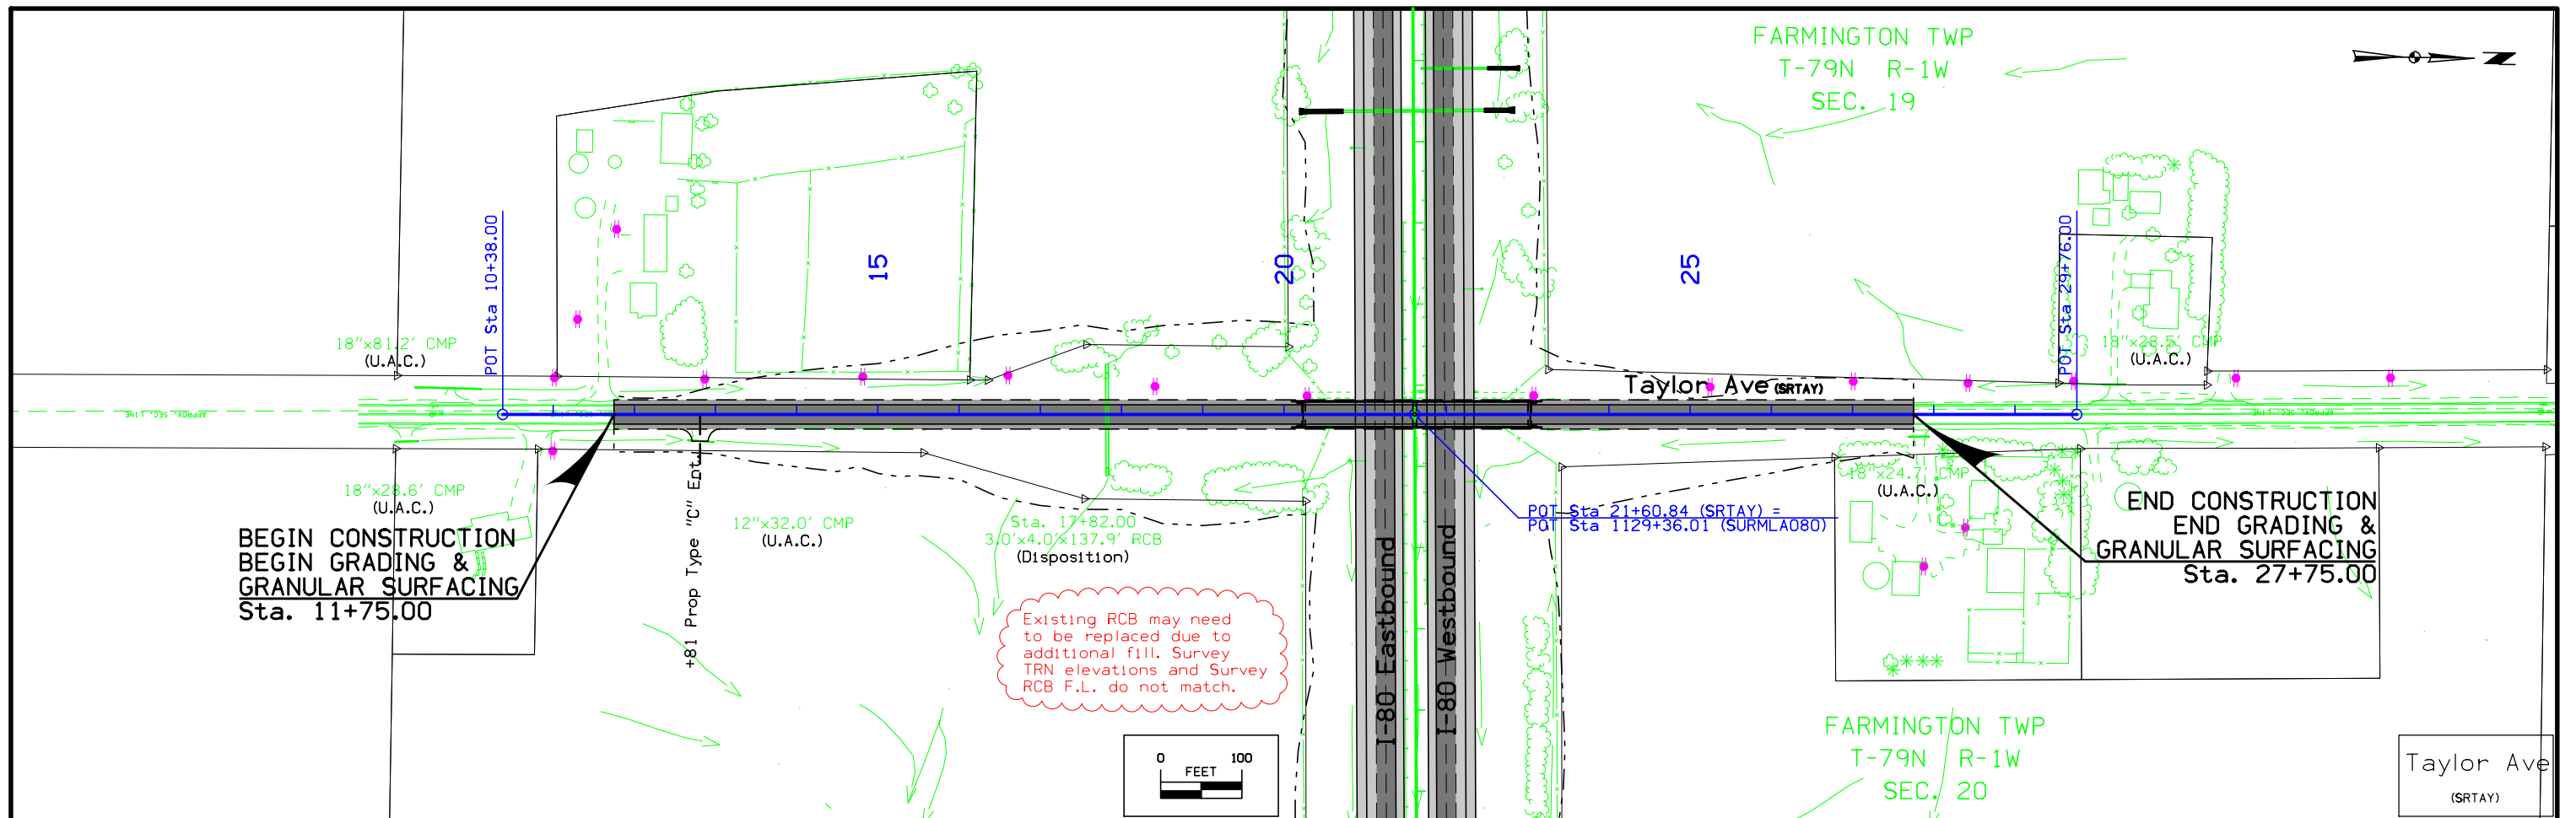 FARMINGTON TWP
T-79N R-1W
SEC. 19
N
POT Sta 10+38.00
15
20
25
POT Sta 29+76.00
18"x81.2' CMP
(U.A.C.)
18"x28.5' CMP
(U.A.C.)
Taylor Ave (SRTAY)
APPROX. SEC. LINE
APPROX. SEC. LINE
18"x28.6' CMP
(U.A.C.)
BEGIN CONSTRUCTION
BEGIN GRADING &
GRANULAR SURFACING
Sta. 11+75.00
+81 Prop Type "C" Ent.
12"x32.0' CMP
(U.A.C.)
Sta. 17+82.00
3.0'x4.0'x137.9' RCB
(Disposition)
Existing RCB may need
to be replaced due to
additional fill. Survey
TRN elevations and Survey
RCB F.L. do not match.
I-80 Eastbound
I-80 Westbound
POT Sta 21+60.84 (SRTAY) =
POT Sta 1129+36.01 (SURMLA080)
18"x24.7' CMP
(U.A.C.)
END CONSTRUCTION
END GRADING &
GRANULAR SURFACING
Sta. 27+75.00
0 100
FEET
FARMINGTON TWP
T-79N R-1W
SEC. 20
Taylor Ave
(SRTAY)